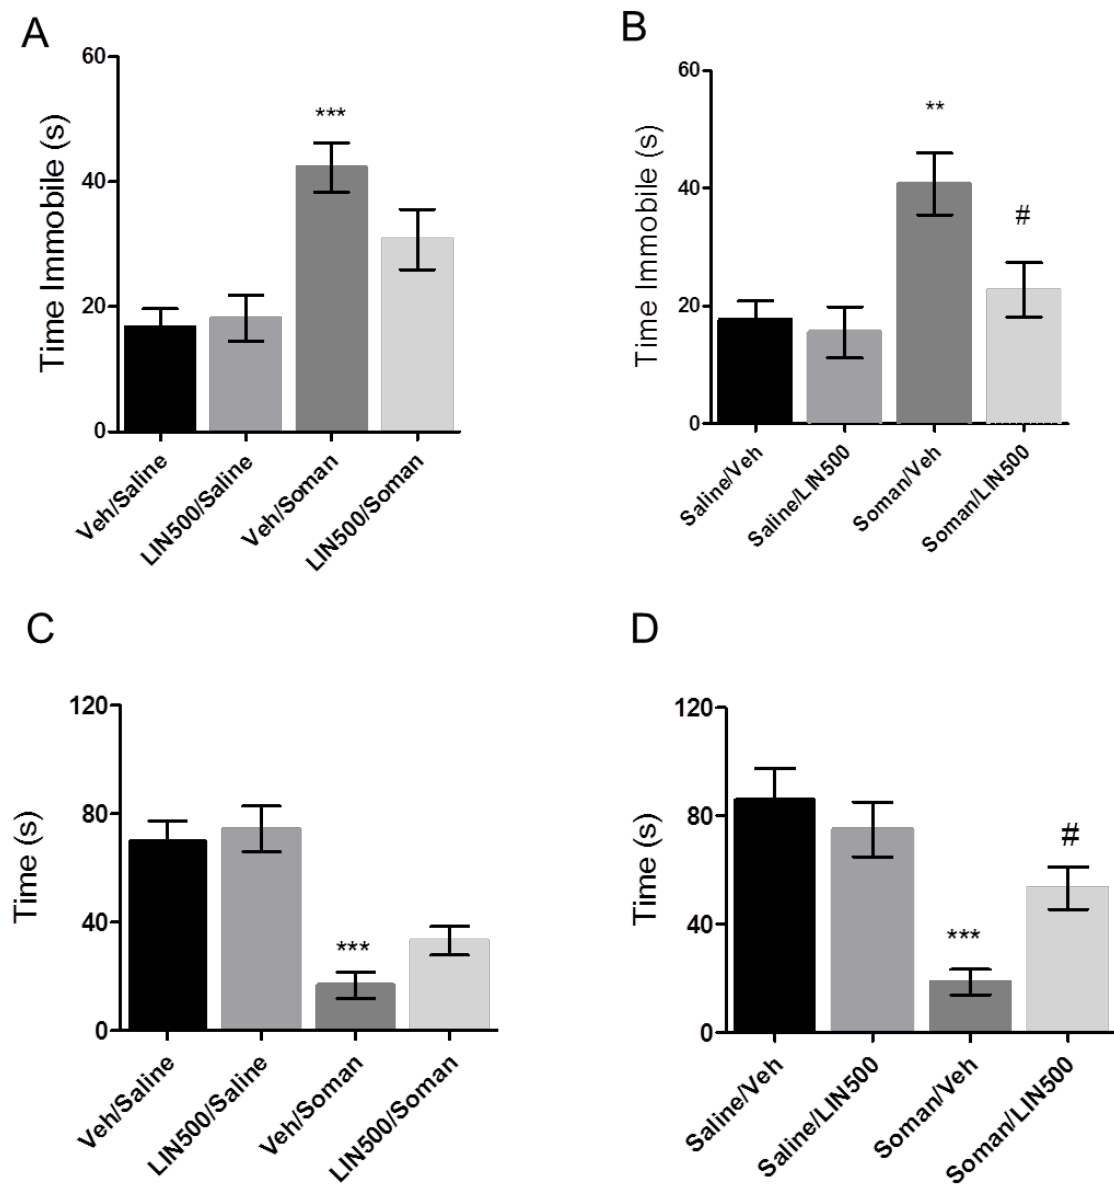 A
Time Immobile (s)
60
40
20
0
***
Veh/Saline
LIN500/Saline
Veh/Soman
LIN500/Soman
B
Time Immobile (s)
60
40
20
0
**
#
Saline/Veh
Saline/LIN500
Soman/Veh
Soman/LIN500
C
Time (s)
120
80
40
0
***
Veh/Saline
LIN500/Saline
Veh/Soman
LIN500/Soman
D
Time (s)
120
80
40
0
***
#
Saline/Veh
Saline/LIN500
Soman/Veh
Soman/LIN500